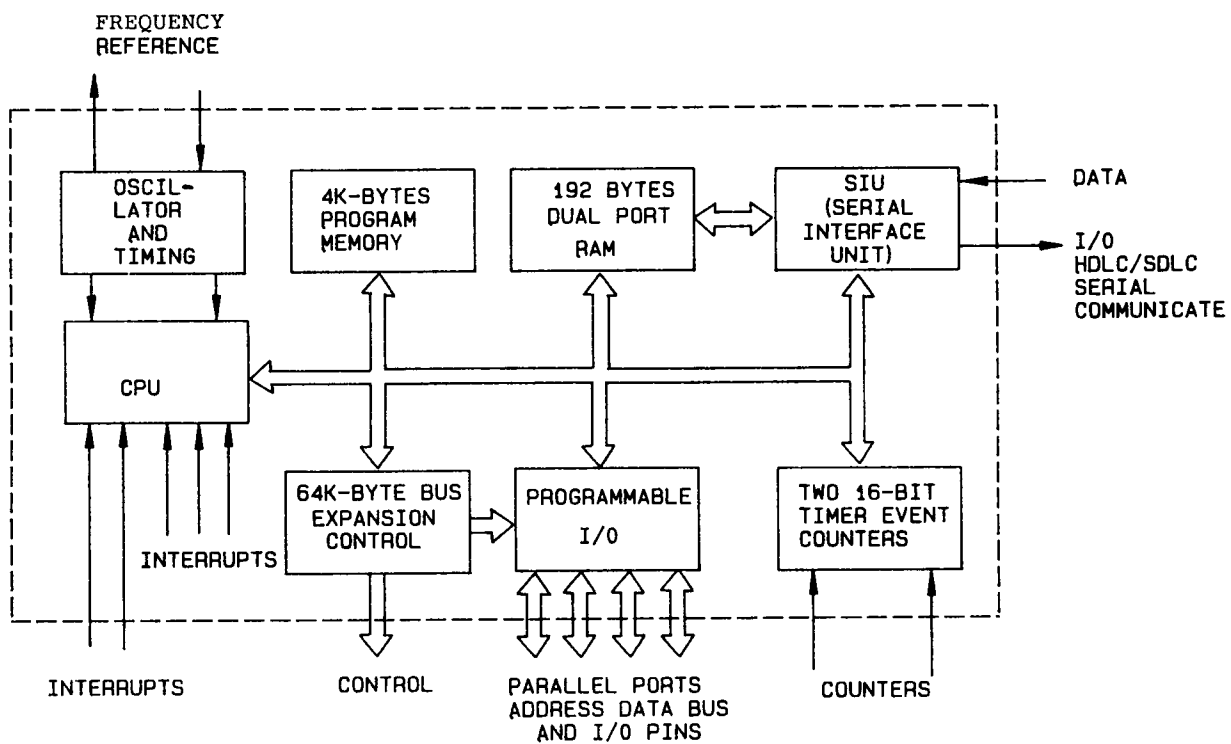 FREQUENCY
REFERENCE
OSCIL-
LATOR
AND
TIMING
4K-BYTES
PROGRAM
MEMORY
192 BYTES
DUAL PORT
RAM
SIU
(SERIAL
INTERFACE
UNIT)
DATA
I/O
HDLC/SDLC
SERIAL
COMMUNICATE
CPU
64K-BYTE BUS
EXPANSION
CONTROL
PROGRAMMABLE
I/O
TWO 16-BIT
TIMER EVENT
COUNTERS
INTERRUPTS
INTERRUPTS
CONTROL
PARALLEL PORTS
ADDRESS DATA BUS
AND I/O PINS
COUNTERS